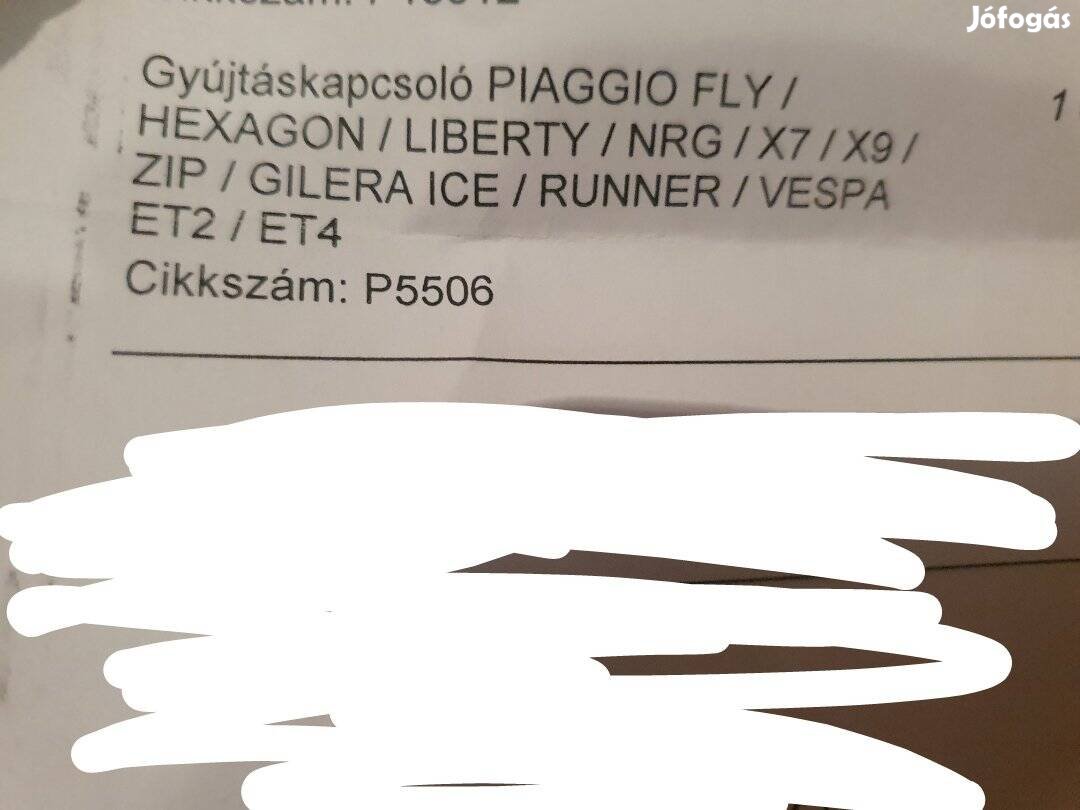 Jófogás
Gyújtáskapcsoló PIAGGIO FLY / 1
HEXAGON / LIBERTY / NRG / X7 / X9 /
ZIP / GILERA ICE / RUNNER / VESPA
ET2 / ET4
Cikkszám: P5506